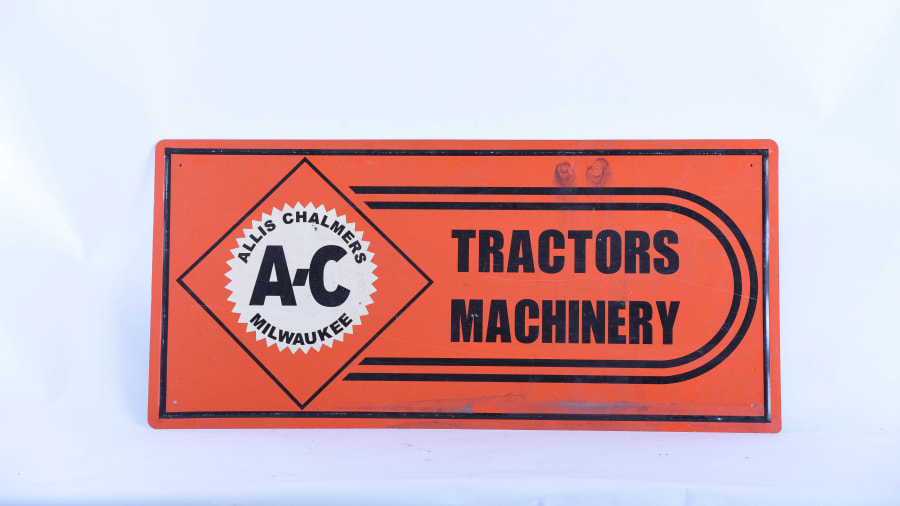 ALLIS CHALMERS
A-C
MILWAUKEE
TRACTORS
MACHINERY